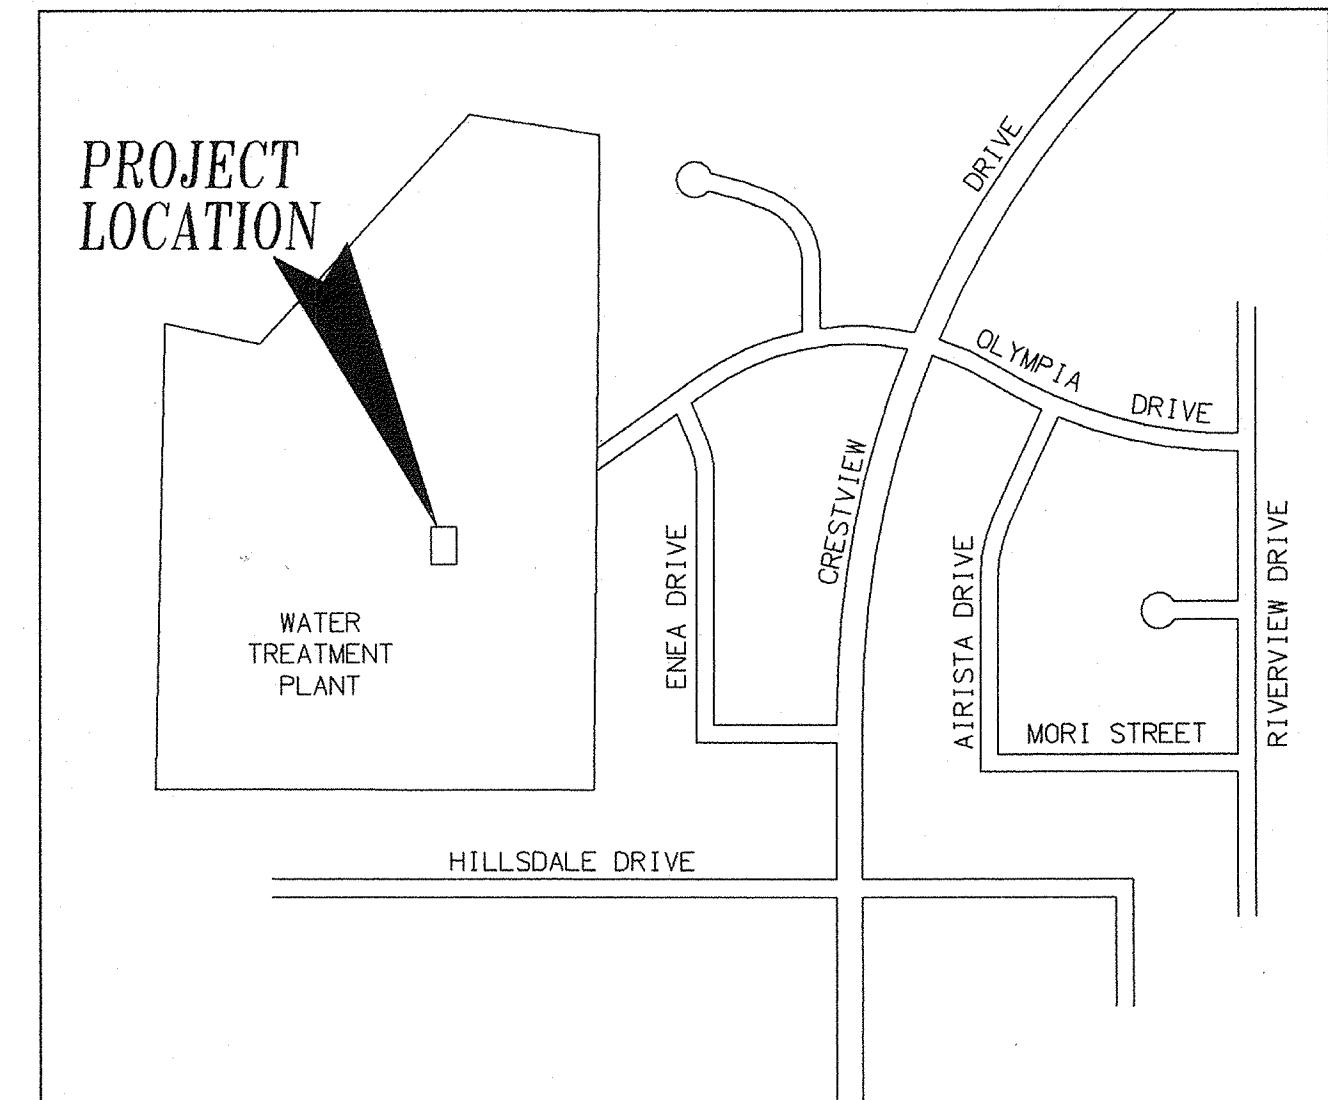 PROJECT
LOCATION
DRIVE
OLYMPIA
DRIVE
CRESTVIEW
ENEA DRIVE
AIRISTA DRIVE
RIVERVIEW DRIVE
WATER
TREATMENT
PLANT
MORI STREET
HILLSDALE DRIVE